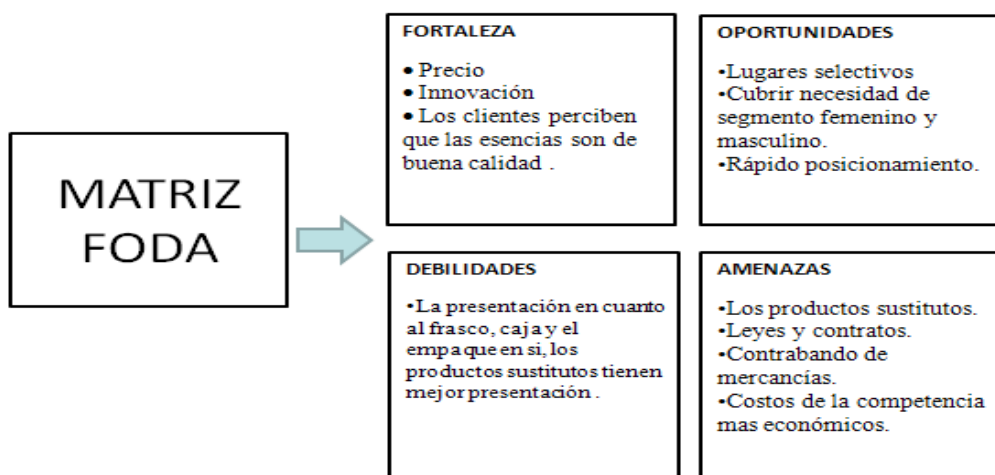 MATRIZ
FODA
FORTALEZA
• Precio
• Innovación
• Los clientes perciben
que las esencias son de
buena calidad .
OPORTUNIDADES
•Lugares selectivos
•Cubrir necesidad de
segmento femenino y
masculino.
•Rápido posicionamiento.
DEBILIDADES
•La presentación en cuanto
al frasco, caja y el
empaque en si, los
productos sustitutos tienen
mejor presentación .
AMENAZAS
•Los productos sustitutos.
•Leyes y contratos.
•Contrabando de
mercancías.
•Costos de la competencia
mas económicos.